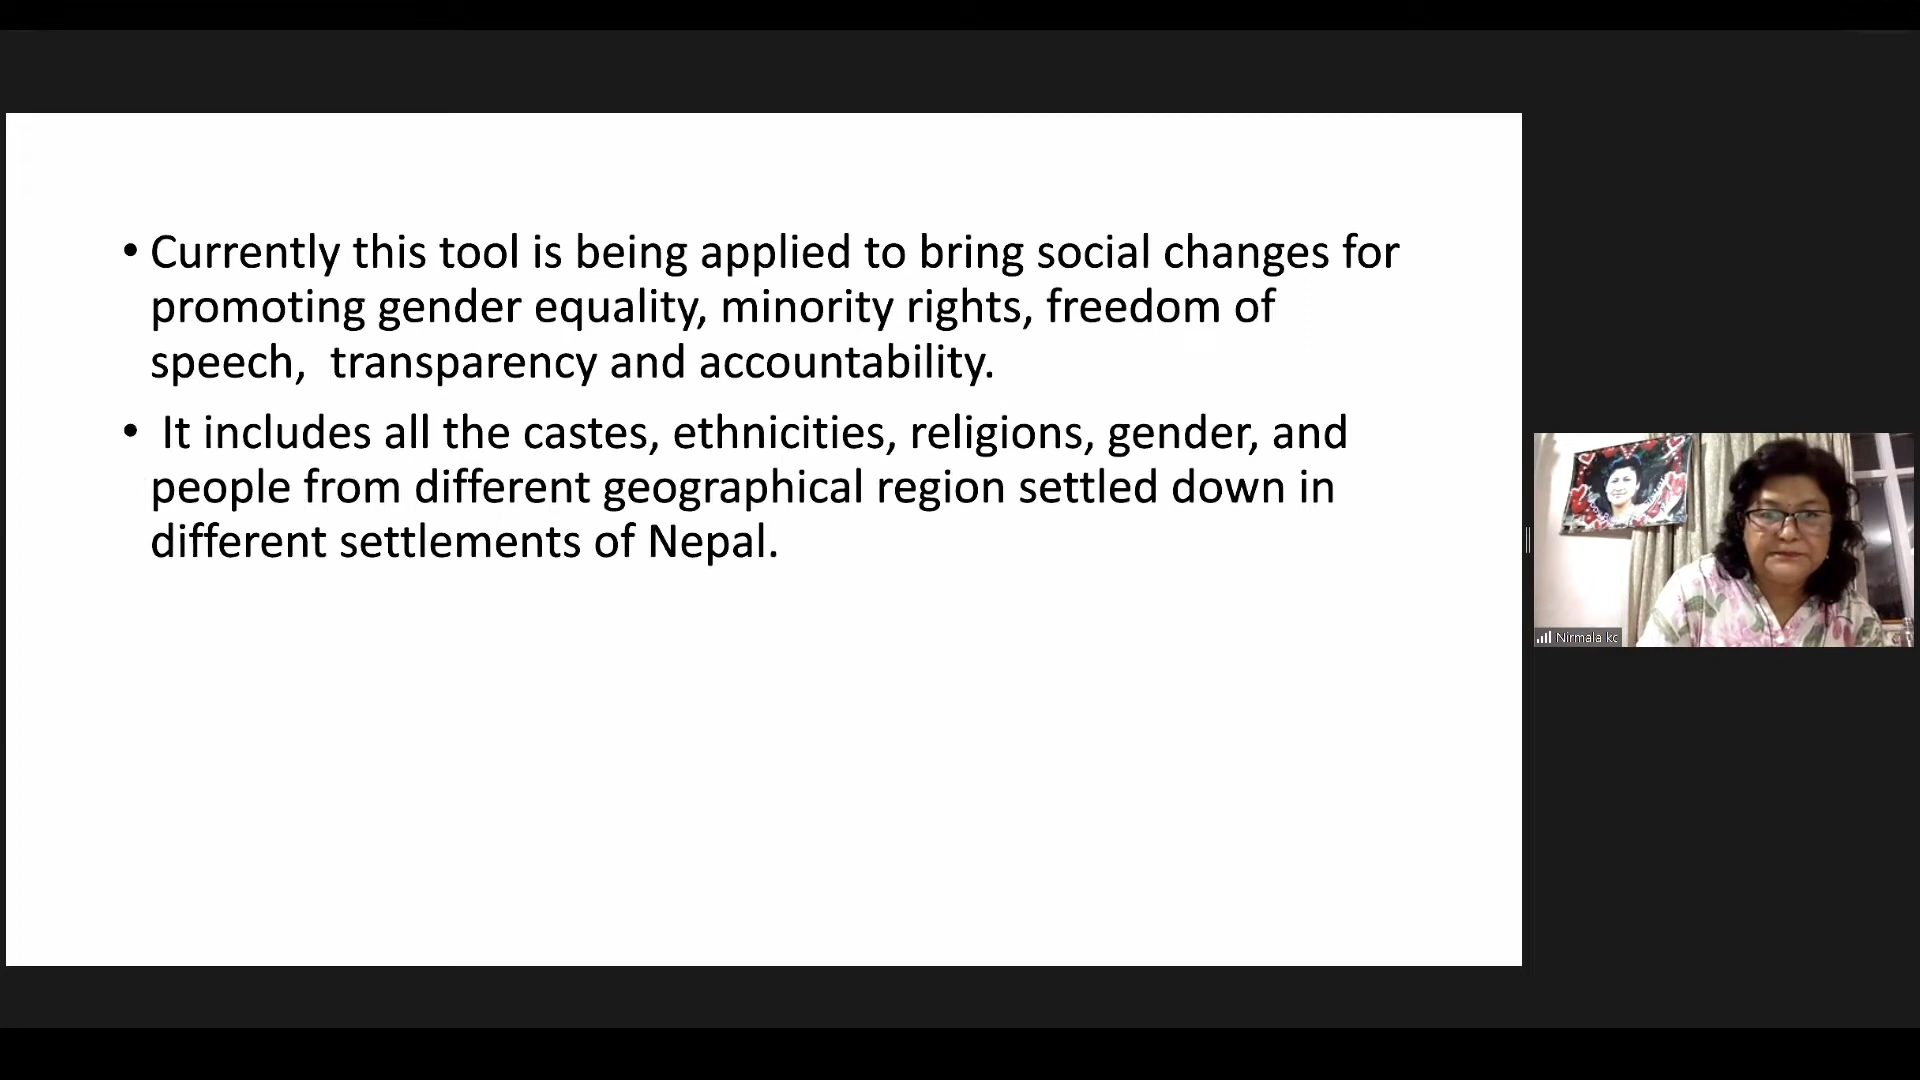 • Currently this tool is being applied to bring social changes for
promoting gender equality, minority rights, freedom of
speech,  transparency and accountability.
•  It includes all the castes, ethnicities, religions, gender, and
people from different geographical region settled down in
different settlements of Nepal.
Nirmala kc